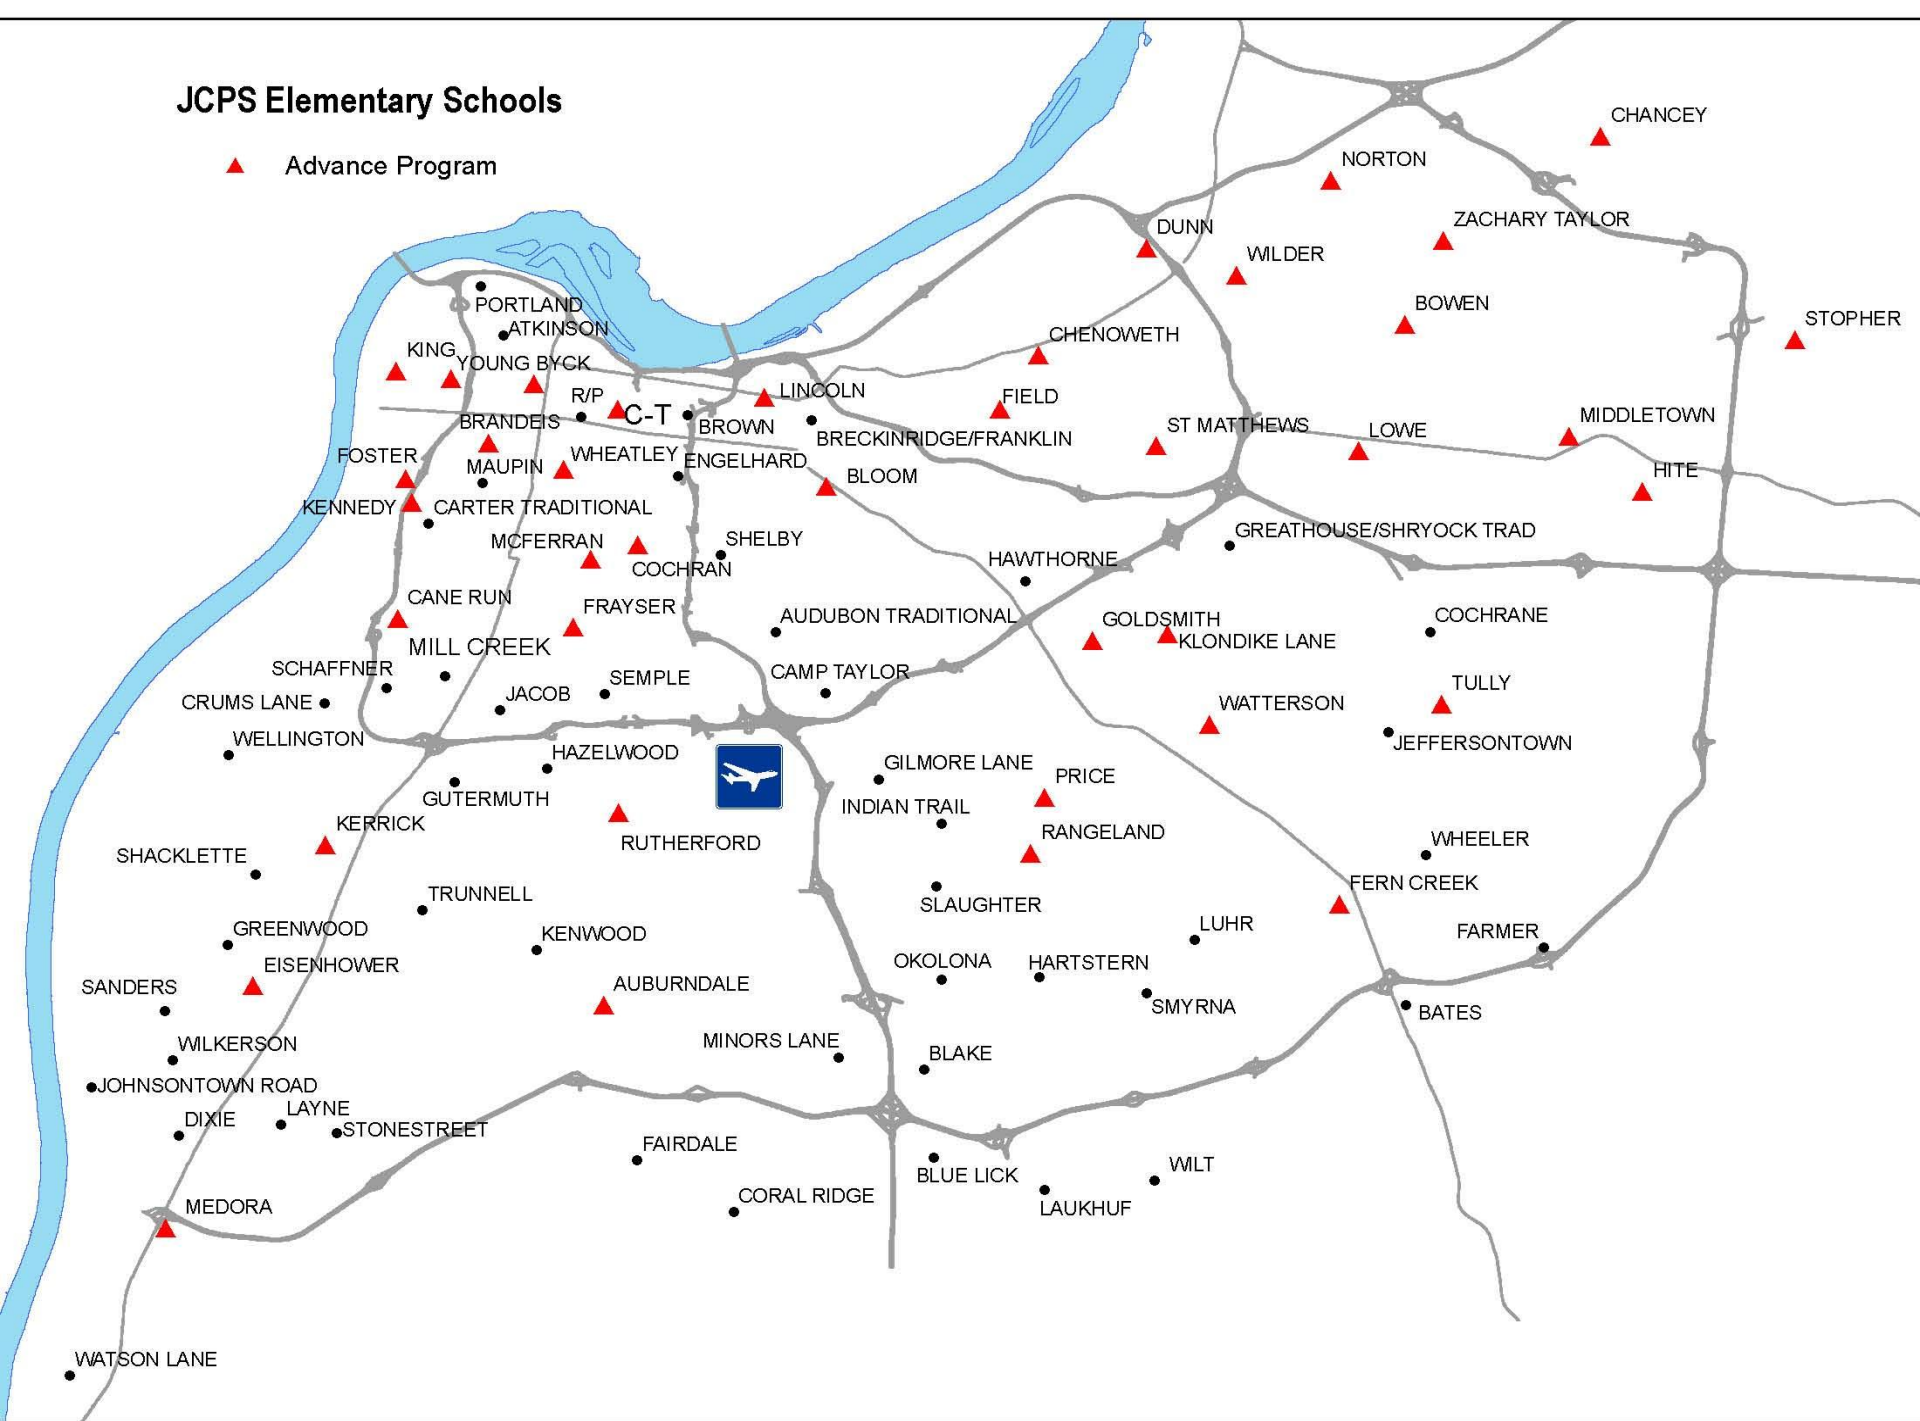 JCPS Elementary Schools
Advance Program
CHANCEY
NORTON
ZACHARY TAYLOR
DUNN
WILDER
BOWEN
STOPHER
PORTLAND
ATKINSON
CHENOWETH
KING
YOUNG BYCK
LINCOLN
R/P
C-T
FIELD
BRANDEIS
BROWN
BRECKINRIDGE/FRANKLIN
ST MATTHEWS
LOWE
MIDDLETOWN
FOSTER
MAUPIN
WHEATLEY
ENGELHARD
BLOOM
HITE
KENNEDY
CARTER TRADITIONAL
MCFERRAN
COCHRAN
SHELBY
HAWTHORNE
GREATHOUSE/SHRYOCK TRAD
CANE RUN
FRAYSER
AUDUBON TRADITIONAL
GOLDSMITH
KLONDIKE LANE
COCHRANE
MILL CREEK
SCHAFFNER
CRUMS LANE
JACOB
SEMPLE
CAMP TAYLOR
WATTERSON
TULLY
WELLINGTON
HAZELWOOD
JEFFERSONTOWN
GUTERMUTH
GILMORE LANE
PRICE
INDIAN TRAIL
KERRICK
RUTHERFORD
RANGELAND
WHEELER
SHACKLETTE
TRUNNELL
SLAUGHTER
FERN CREEK
GREENWOOD
KENWOOD
LUHR
FARMER
EISENHOWER
OKOLONA
HARTSTERN
SANDERS
AUBURNDALE
SMYRNA
BATES
WILKERSON
MINORS LANE
BLAKE
JOHNSONTOWN ROAD
DIXIE
LAYNE
STONESTREET
FAIRDALE
BLUE LICK
WILT
MEDORA
CORAL RIDGE
LAUKHUF
WATSON LANE